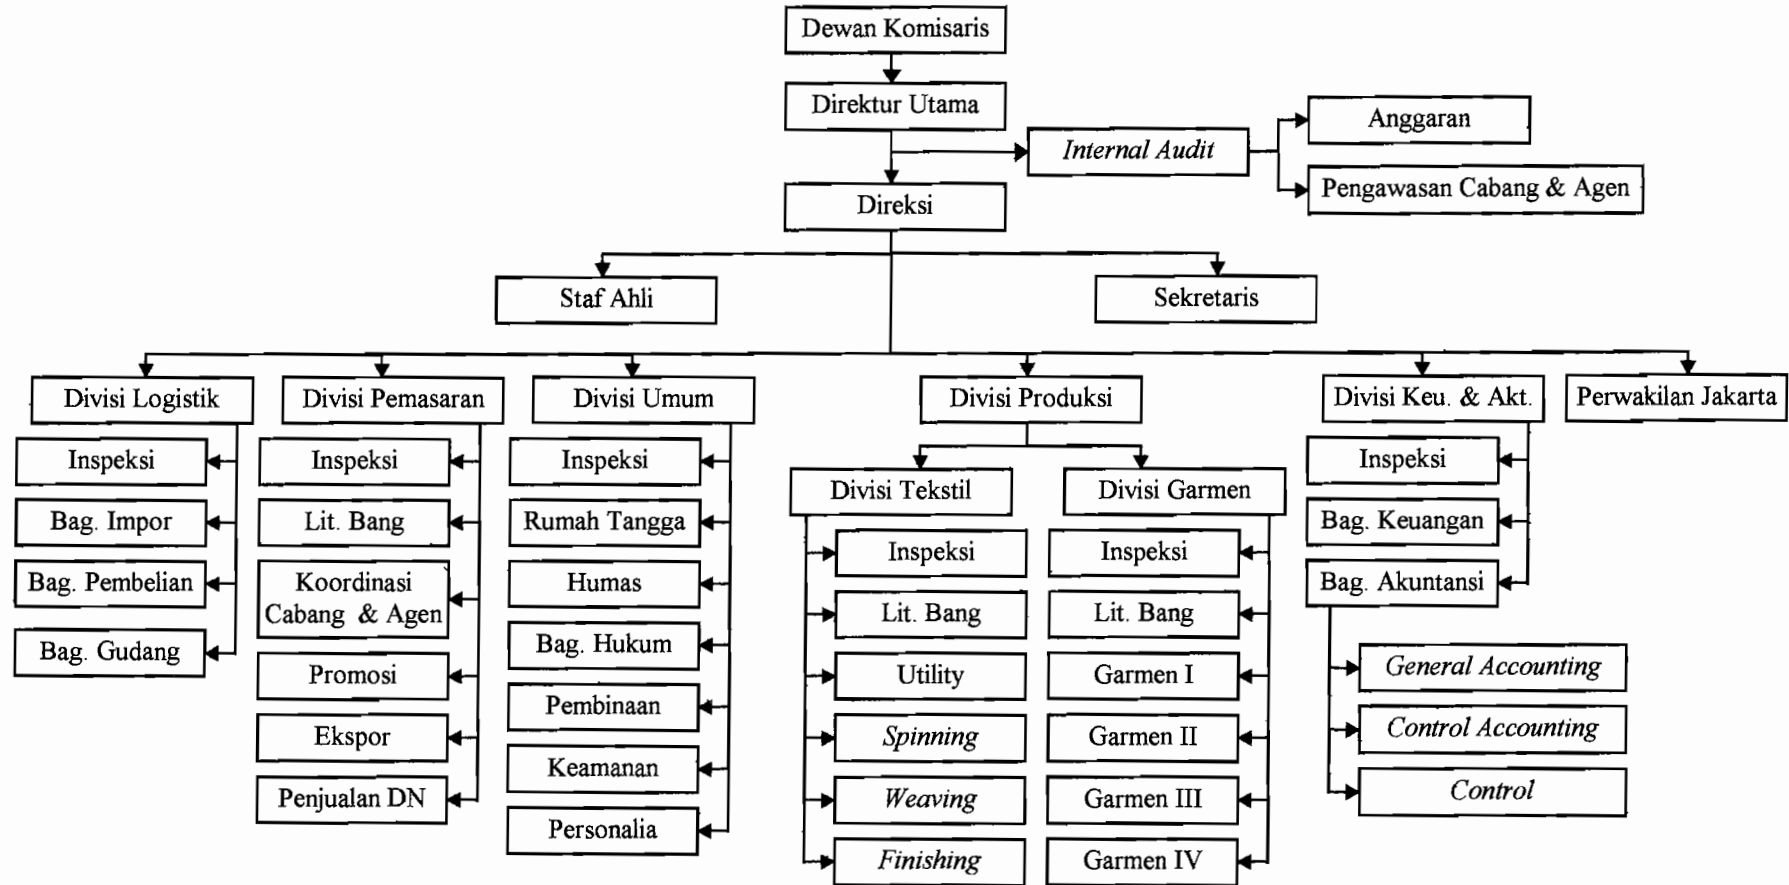 Dewan Komisaris
Direktur Utama
Internal Audit
Anggaran
Pengawasan Cabang & Agen
Direksi
Staf Ahli
Sekretaris
Divisi Logistik
Inspeksi
Bag. Impor
Bag. Pembelian
Bag. Gudang
Divisi Pemasaran
Inspeksi
Lit. Bang
Koordinasi
Cabang & Agen
Promosi
Ekspor
Penjualan DN
Divisi Umum
Inspeksi
Rumah Tangga
Humas
Bag. Hukum
Pembinaan
Keamanan
Personalia
Divisi Produksi
Divisi Tekstil
Inspeksi
Lit. Bang
Utility
Spinning
Weaving
Finishing
Divisi Garmen
Inspeksi
Lit. Bang
Garmen I
Garmen II
Garmen III
Garmen IV
Divisi Keu. & Akt.
Inspeksi
Bag. Keuangan
Bag. Akuntansi
General Accounting
Control Accounting
Control
Perwakilan Jakarta